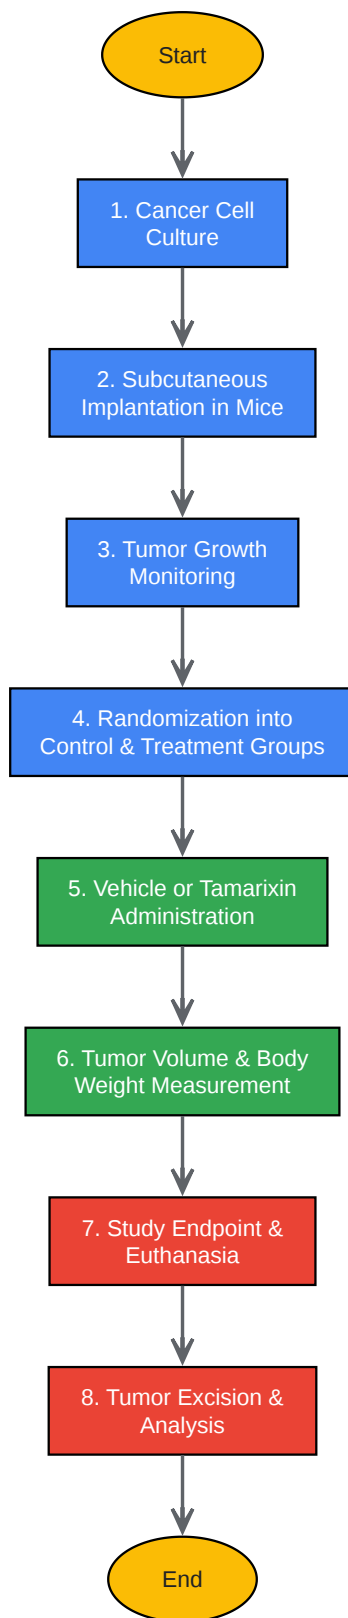 Start
1. Cancer Cell
Culture
2. Subcutaneous
Implantation in Mice
3. Tumor Growth
Monitoring
4. Randomization into
Control & Treatment Groups
5. Vehicle or Tamarixin
Administration
6. Tumor Volume & Body
Weight Measurement
7. Study Endpoint &
Euthanasia
8. Tumor Excision &
Analysis
End